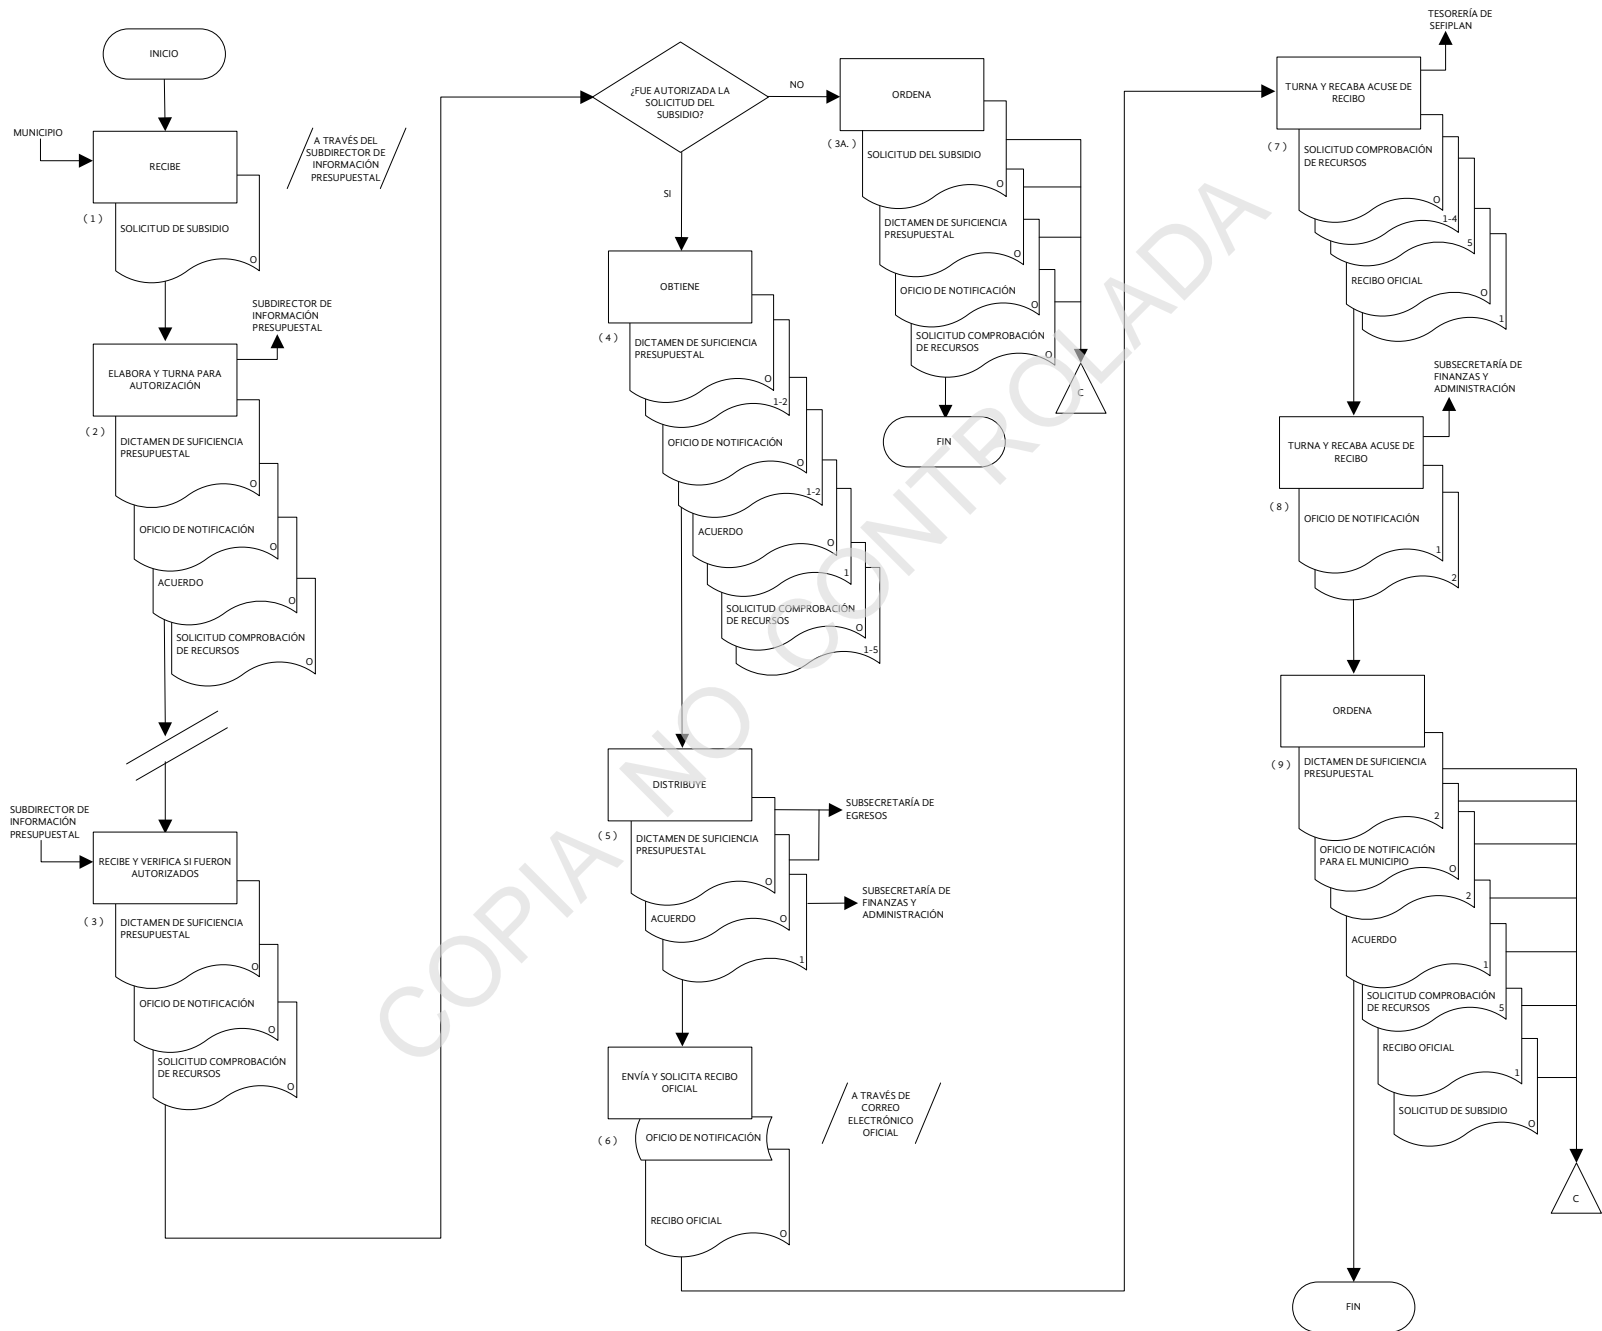 INICIO
MUNICIPIO
RECIBE
A TRAVÉS DEL
SUBDIRECTOR DE
INFORMACIÓN
PRESUPUESTAL
( 1 )
SOLICITUD DE SUBSIDIO
O
SUBDIRECTOR DE
INFORMACIÓN
PRESUPUESTAL
ELABORA Y TURNA PARA
AUTORIZACIÓN
( 2 )
DICTAMEN DE SUFICIENCIA
PRESUPUESTAL
O
OFICIO DE NOTIFICACIÓN
O
ACUERDO
O
SOLICITUD COMPROBACIÓN
DE RECURSOS
O
SUBDIRECTOR DE
INFORMACIÓN
PRESUPUESTAL
RECIBE Y VERIFICA SI FUERON
AUTORIZADOS
( 3 )
DICTAMEN DE SUFICIENCIA
PRESUPUESTAL
O
OFICIO DE NOTIFICACIÓN
O
SOLICITUD COMPROBACIÓN
DE RECURSOS
O
¿FUE AUTORIZADA LA
SOLICITUD DEL
SUBSIDIO?
NO
SI
ORDENA
( 3A. )
SOLICITUD DEL SUBSIDIO
O
DICTAMEN DE SUFICIENCIA
PRESUPUESTAL
O
OFICIO DE NOTIFICACIÓN
O
SOLICITUD COMPROBACIÓN
DE RECURSOS
O
C
FIN
OBTIENE
( 4 )
DICTAMEN DE SUFICIENCIA
PRESUPUESTAL
O
1-2
OFICIO DE NOTIFICACIÓN
O
1-2
ACUERDO
O
1
SOLICITUD COMPROBACIÓN
DE RECURSOS
O
1-5
DISTRIBUYE
SUBSECRETARÍA DE
EGRESOS
( 5 )
DICTAMEN DE SUFICIENCIA
PRESUPUESTAL
O
SUBSECRETARÍA DE
FINANZAS Y
ADMINISTRACIÓN
ACUERDO
O
1
ENVÍA Y SOLICITA RECIBO
OFICIAL
A TRAVÉS DE
CORREO
ELECTRÓNICO
OFICIAL
( 6 )
OFICIO DE NOTIFICACIÓN
RECIBO OFICIAL
O
TESORERÍA DE
SEFIPLAN
TURNA Y RECABA ACUSE DE
RECIBO
( 7 )
SOLICITUD COMPROBACIÓN
DE RECURSOS
O
1-4
5
RECIBO OFICIAL
O
1
SUBSECRETARÍA DE
FINANZAS Y
ADMINISTRACIÓN
TURNA Y RECABA ACUSE DE
RECIBO
( 8 )
OFICIO DE NOTIFICACIÓN
1
2
ORDENA
( 9 )
DICTAMEN DE SUFICIENCIA
PRESUPUESTAL
2
OFICIO DE NOTIFICACIÓN
PARA EL MUNICIPIO
O
2
ACUERDO
1
SOLICITUD COMPROBACIÓN
DE RECURSOS
5
RECIBO OFICIAL
1
SOLICITUD DE SUBSIDIO
O
C
FIN
COPIA NO CONTROLADA